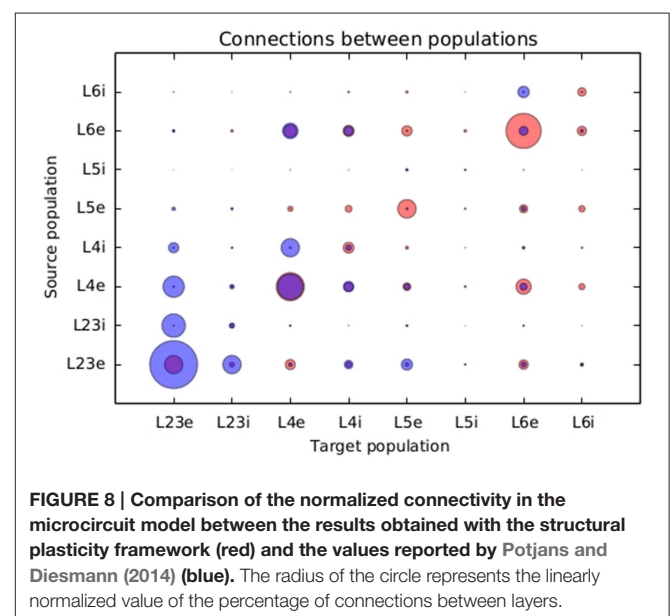 Connections between populations
Source population
L6i
L6e
L5i
L5e
L4i
L4e
L23i
L23e
L23e L23i L4e L4i L5e L5i L6e L6i
Target population
FIGURE 8 | Comparison of the normalized connectivity in the
microcircuit model between the results obtained with the structural
plasticity framework (red) and the values reported by Potjans and
Diesmann (2014) (blue). The radius of the circle represents the linearly
normalized value of the percentage of connections between layers.